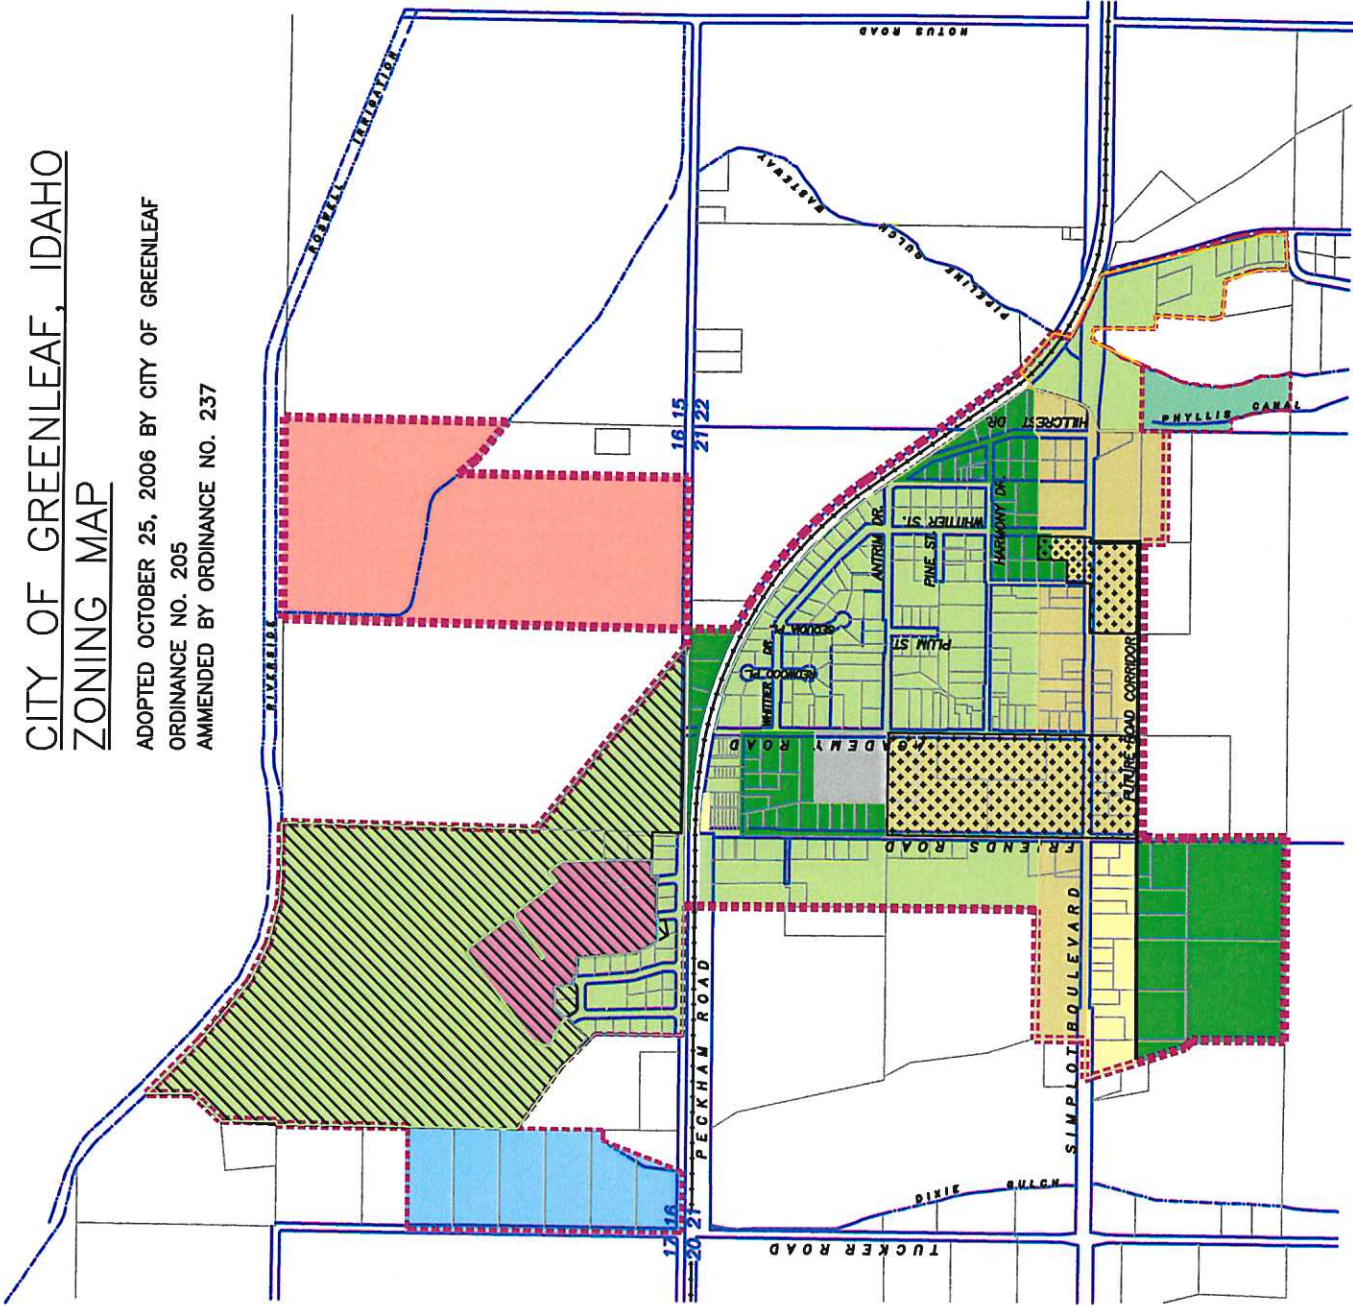 CITY OF GREENLEAF, IDAHO
ZONING MAP
ADOPTED OCTOBER 25, 2006 BY CITY OF GREENLEAF
ORDINANCE NO. 205
AMMENDED BY ORDINANCE NO. 237
NOTUS ROAD
ROSWELL IRRIGATION
RIVERSIDE
PIPELINE GULCH WASTEWAY
16 15
21 22
HILLCREST DR.
PHYLLIS CANAL
WHITTIER ST.
HARMONY DR.
ANTRIM DR.
PINE ST.
PLUM ST.
SEQUOIA PL.
REDWOOD PL.
WHITTIER DR.
ACADEMY ROAD
FUTURE ROAD CORRIDOR
FRIENDS ROAD
PECKHAM ROAD
SIMPLOT BOULEVARD
DIXIE GULCH
TUCKER ROAD
17 16
20 21